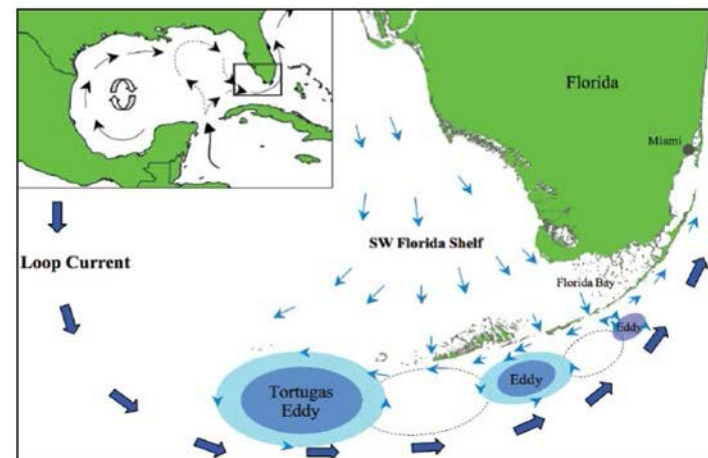 Florida
Miami
SW Florida Shelf
Loop Current
Florida Bay
Eddy
Eddy
Tortugas
Eddy